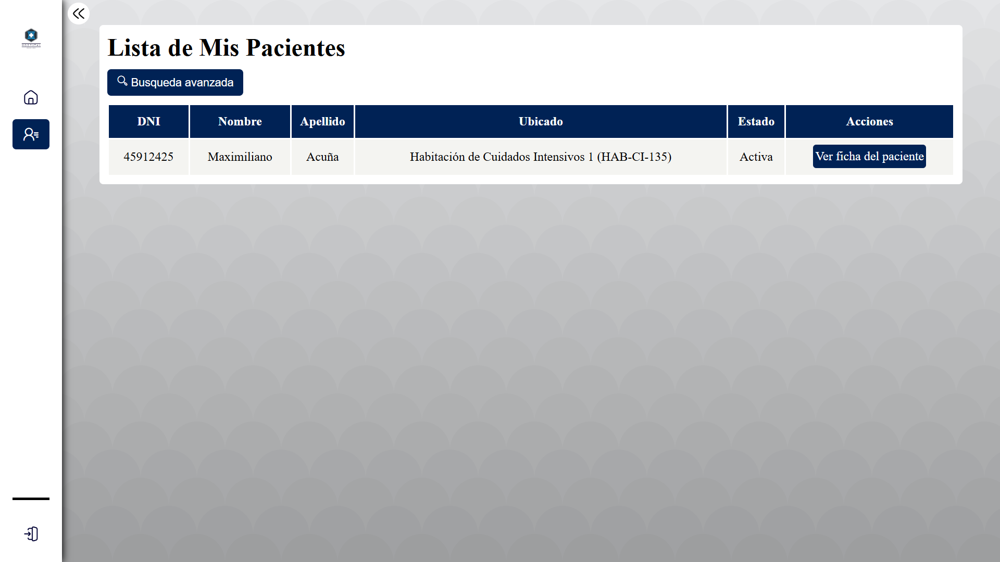 HOSPITAL
Lista de Mis Pacientes
Busqueda avanzada
DNI Nombre Apellido Ubicado Estado Acciones
45912425 Maximiliano Acuña Habitación de Cuidados Intensivos 1 (HAB-CI-135) Activa Ver ficha del paciente